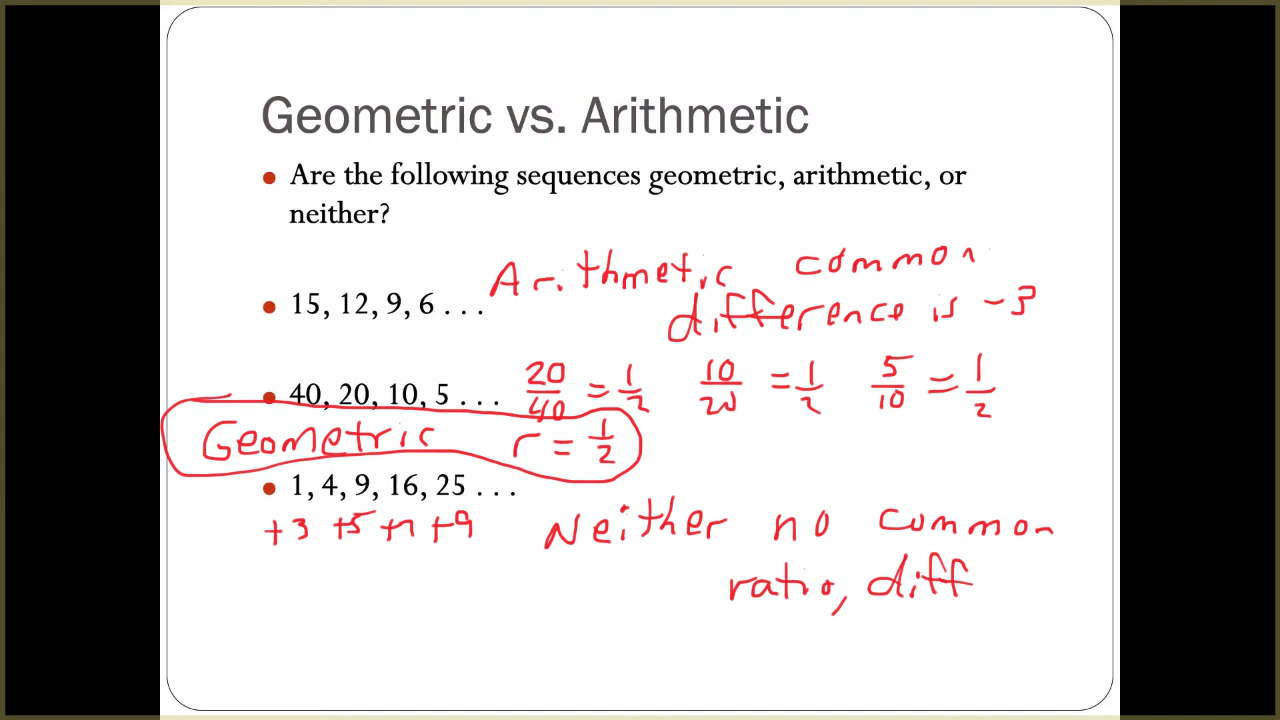 Geometric vs. Arithmetic
• Are the following sequences geometric, arithmetic, or
neither?
15, 12, 9, 6 . . . Arithmetic common
difference is -3
40, 20, 10, 5 . . . 20/40 = 1/2 10/20 = 1/2 5/10 = 1/2
Geometric r = 1/2
1, 4, 9, 16, 25 . . .
+3 +5 +7 +9 Neither no common
ratio, diff